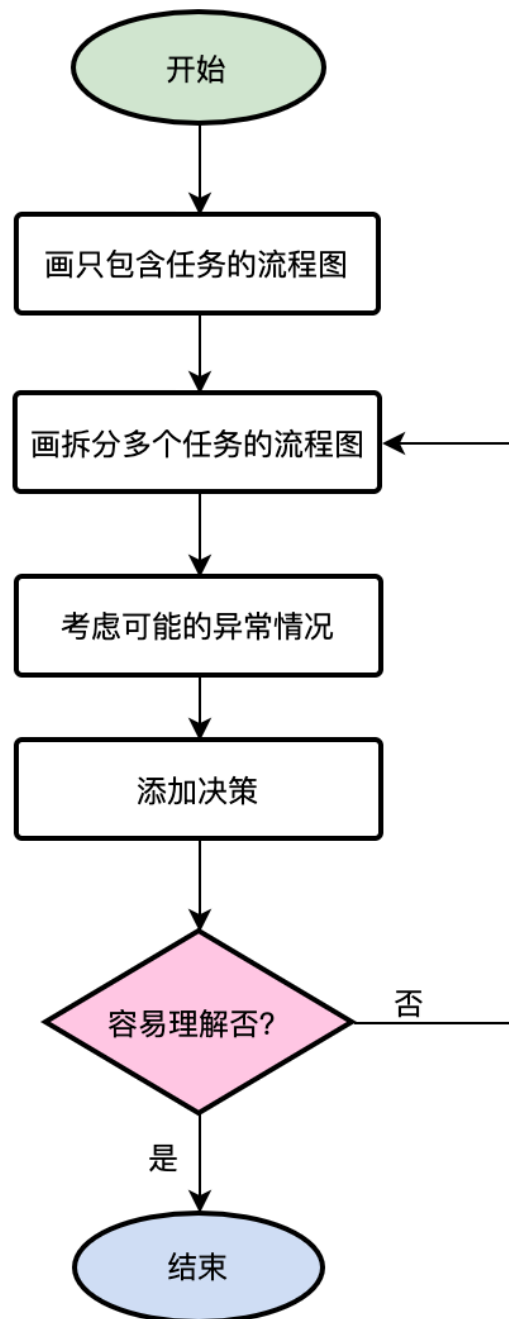 开始
画只包含任务的流程图
画拆分多个任务的流程图
考虑可能的异常情况
添加决策
容易理解否?
否
是
结束